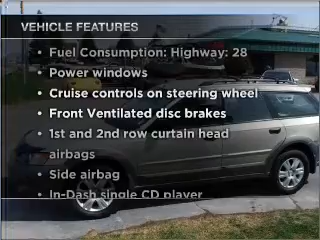 VEHICLE FEATURES
• Fuel Consumption: Highway: 28
• Power windows
• Cruise controls on steering wheel
• Front Ventilated disc brakes
• 1st and 2nd row curtain head
airbags
• Side airbag
• In-Dash single CD player